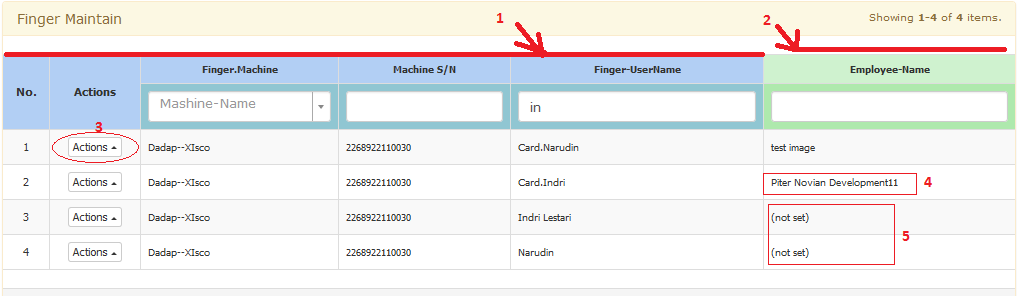 Finger Maintain
Showing 1-4 of 4 items.
1
2
No. Actions Finger.Machine Machine S/N Finger-UserName Employee-Name
Mashine-Name in
3
1 Actions Dadap--XIsco 2268922110030 Card.Narudin test image
2 Actions Dadap--XIsco 2268922110030 Card.Indri Piter Novian Development11 4
3 Actions Dadap--XIsco 2268922110030 Indri Lestari (not set)
5
4 Actions Dadap--XIsco 2268922110030 Narudin (not set)